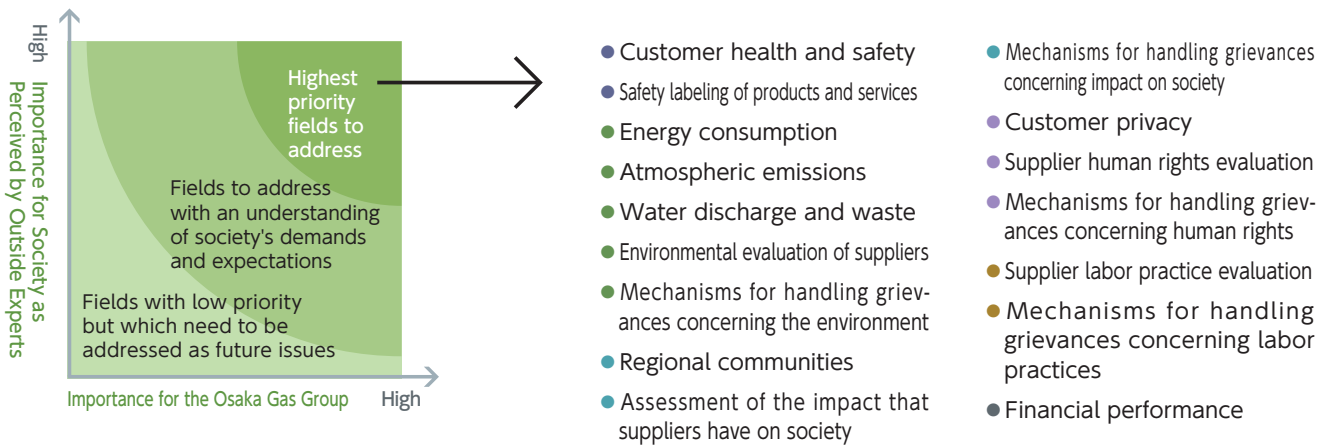 High
Importance for Society as
Perceived by Outside Experts
Highest
priority
fields to
address
Fields to address
with an understanding
of society's demands
and expectations
Fields with low priority
but which need to be
addressed as future issues
Importance for the Osaka Gas Group
High
● Customer health and safety
● Safety labeling of products and services
● Energy consumption
● Atmospheric emissions
● Water discharge and waste
● Environmental evaluation of suppliers
● Mechanisms for handling griev-
ances concerning the environment
● Regional communities
● Assessment of the impact that
suppliers have on society
● Mechanisms for handling grievances
concerning impact on society
● Customer privacy
● Supplier human rights evaluation
● Mechanisms for handling griev-
ances concerning human rights
● Supplier labor practice evaluation
● Mechanisms for handling
grievances concerning labor
practices
● Financial performance